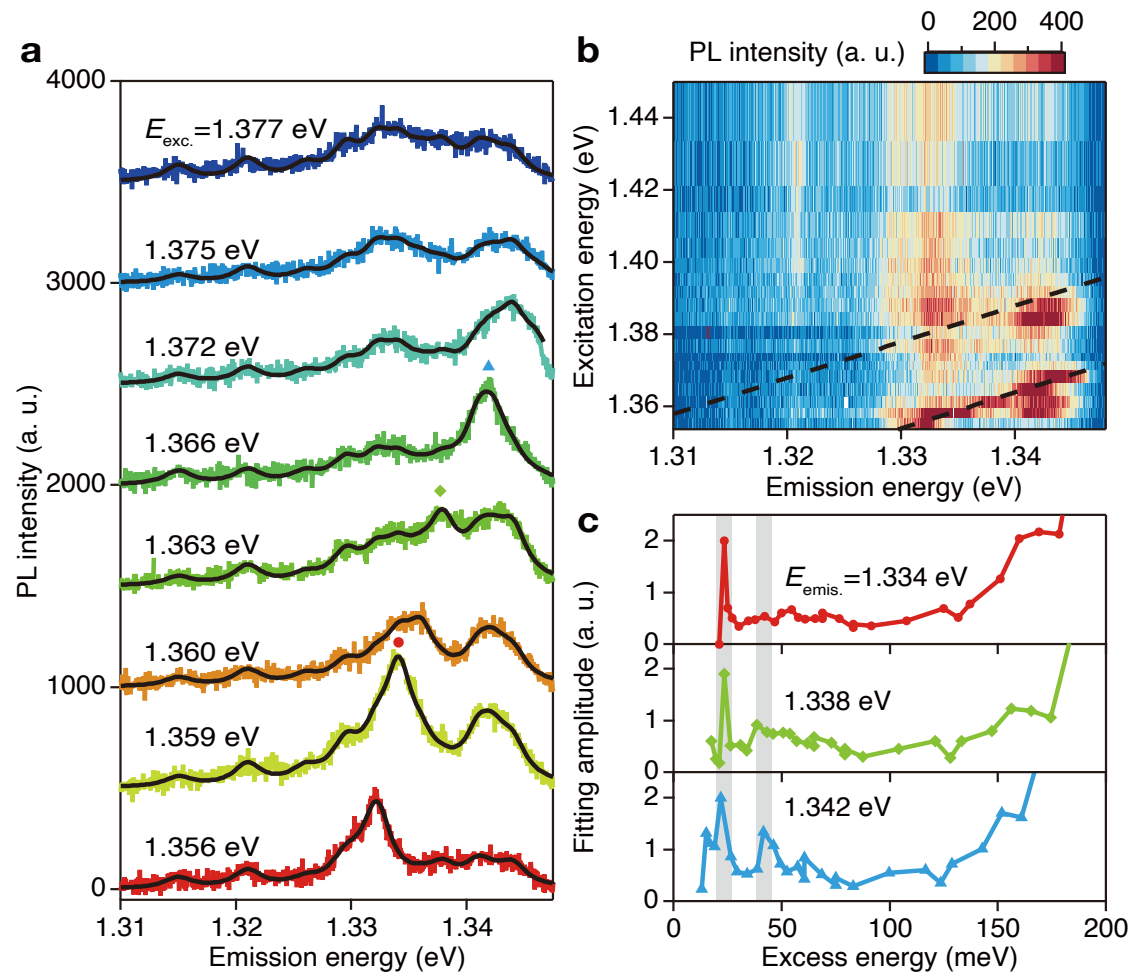 a
4000
3000
2000
1000
0
PL intensity (a. u.)
E_exc.=1.377 eV
1.375 eV
1.372 eV
1.366 eV
1.363 eV
1.360 eV
1.359 eV
1.356 eV
1.31 1.32 1.33 1.34
Emission energy (eV)
b
0 200 400
PL intensity (a. u.)
1.44
1.42
1.40
1.38
1.36
Excitation energy (eV)
1.31 1.32 1.33 1.34
Emission energy (eV)
c
Fitting amplitude (a. u.)
2
1
0
E_emis.=1.334 eV
2
1
0
1.338 eV
2
1
0
1.342 eV
0 50 100 150 200
Excess energy (meV)